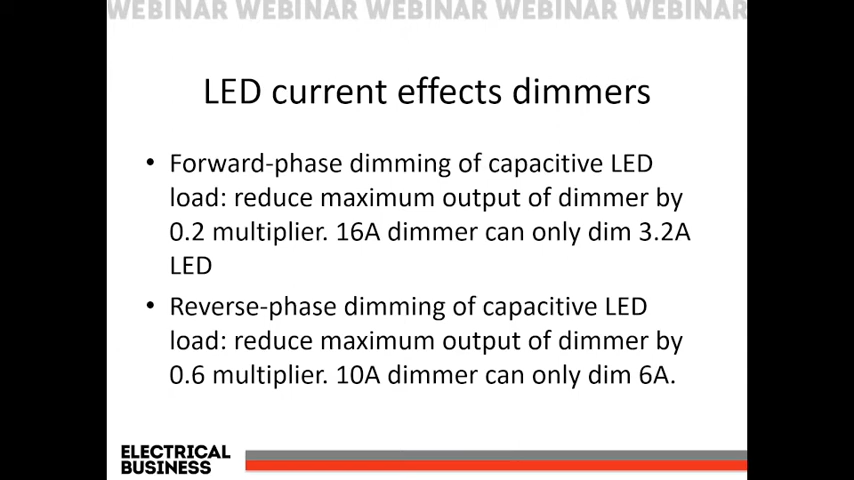 WEBINAR WEBINAR WEBINAR WEBINAR WEBINAR
LED current effects dimmers
• Forward-phase dimming of capacitive LED
load: reduce maximum output of dimmer by
0.2 multiplier. 16A dimmer can only dim 3.2A
LED
• Reverse-phase dimming of capacitive LED
load: reduce maximum output of dimmer by
0.6 multiplier. 10A dimmer can only dim 6A.
ELECTRICAL
BUSINESS